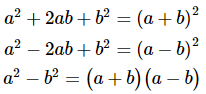 a² + 2ab + b² = (a + b)²
a² − 2ab + b² = (a − b)²
a² − b² = (a + b)(a − b)